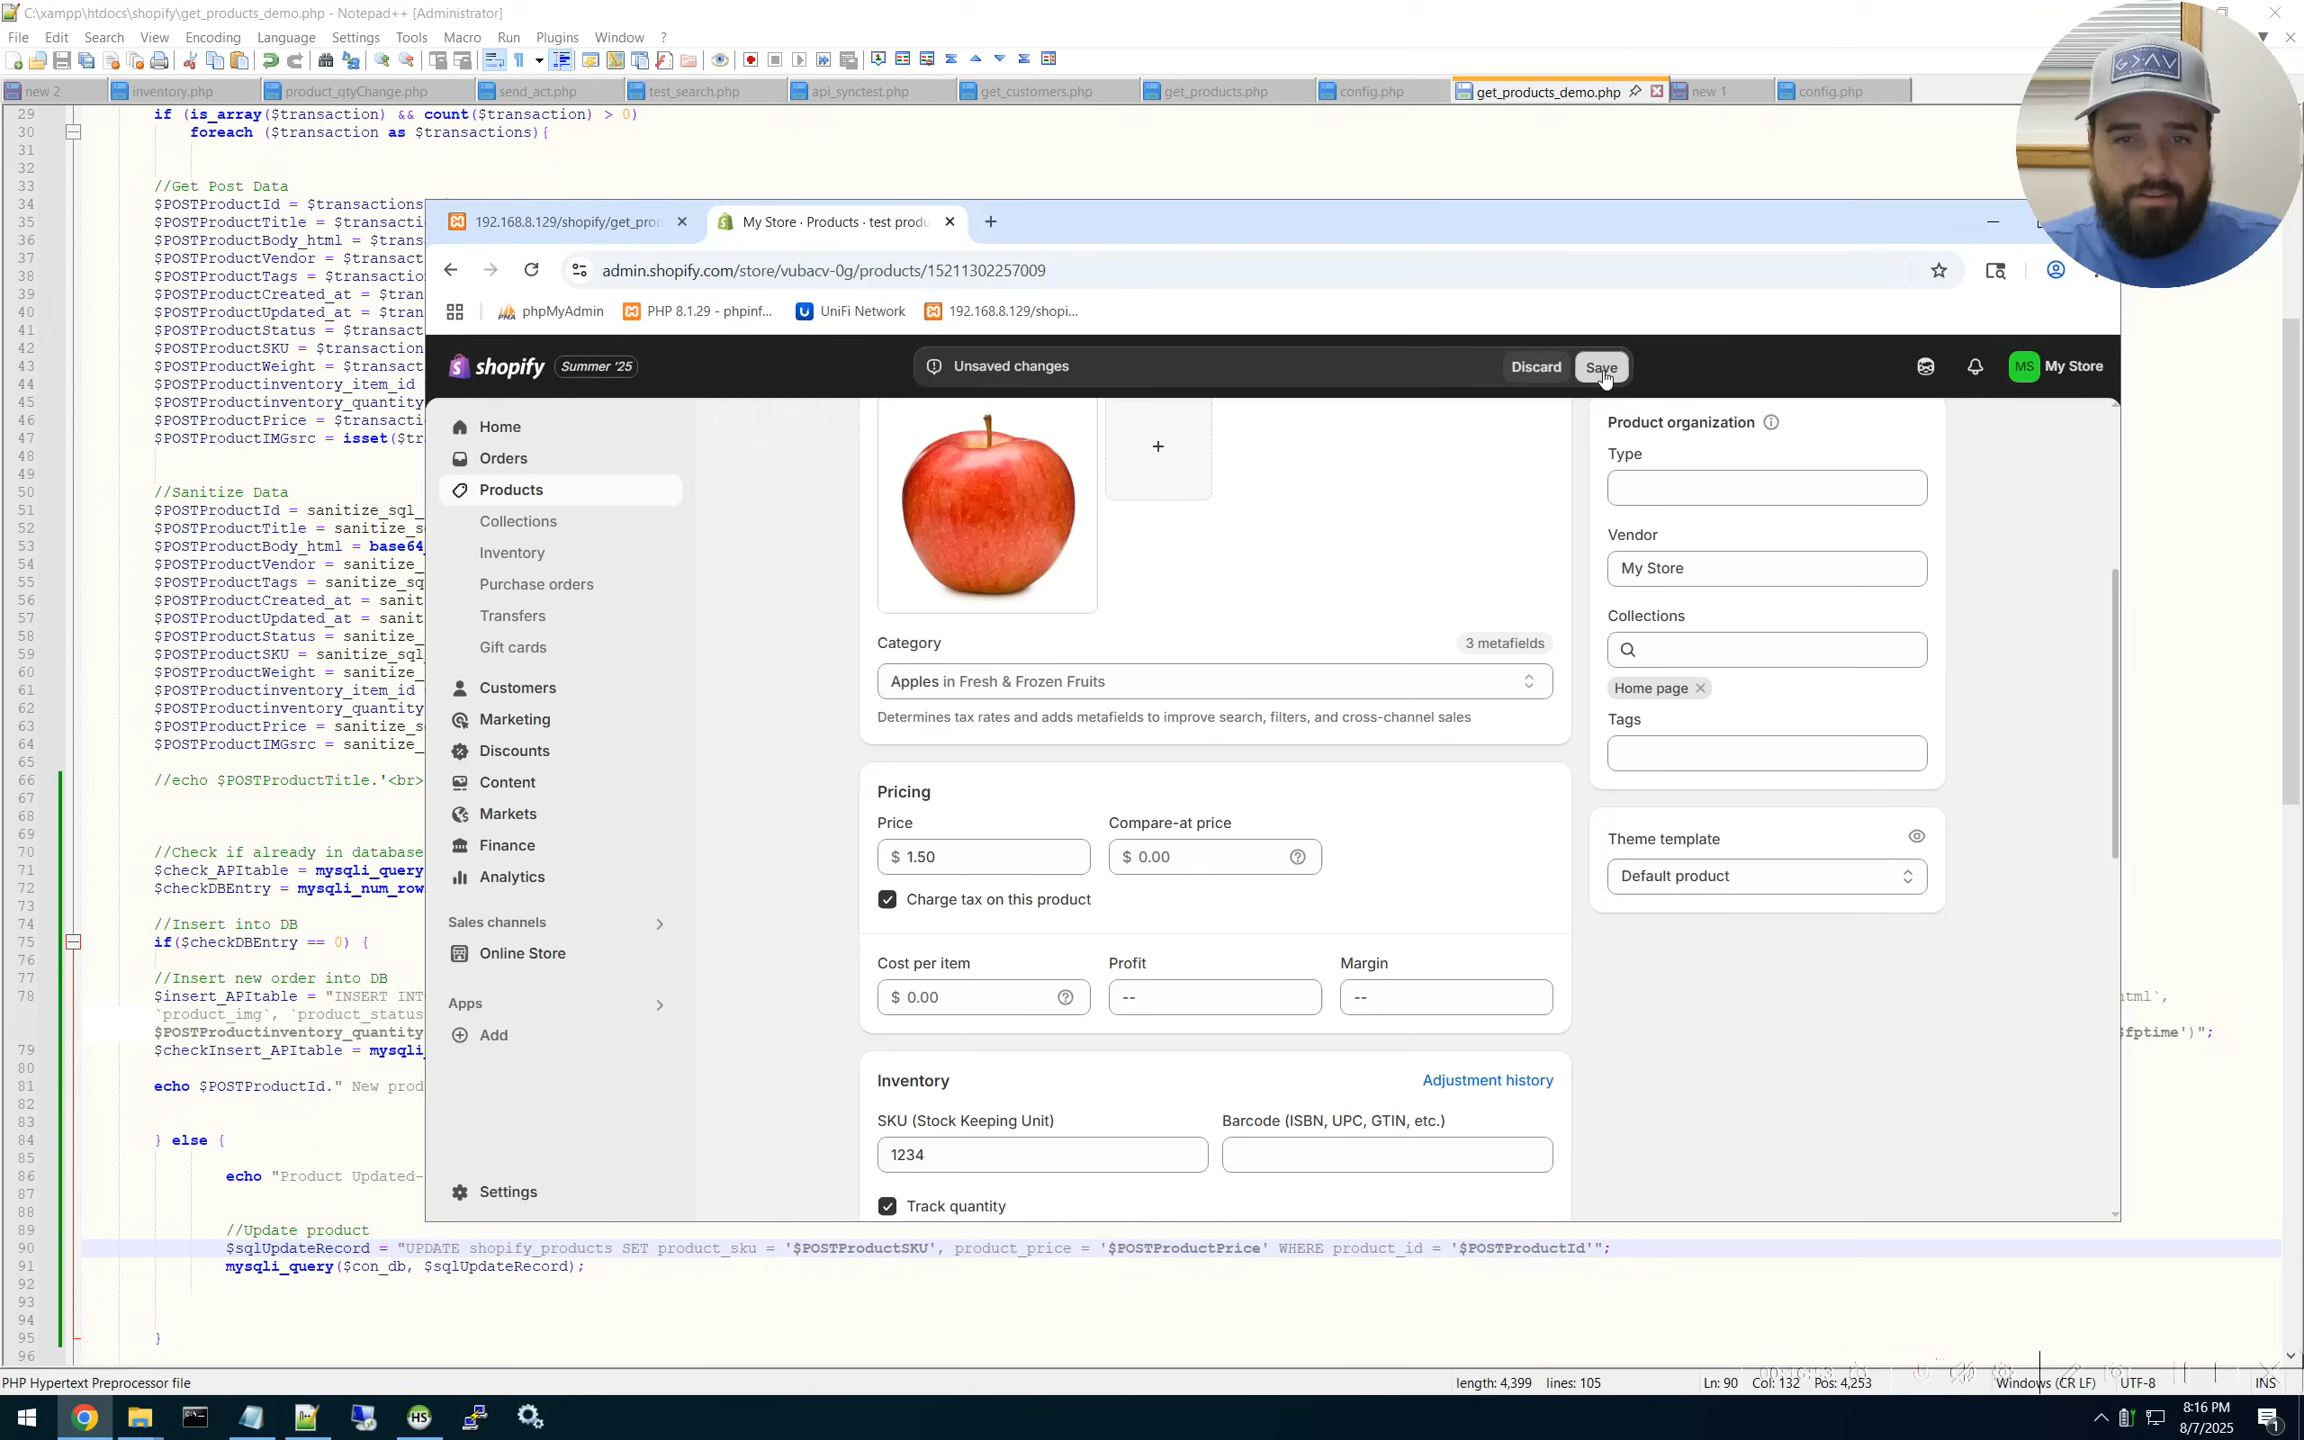 C:\xampp\htdocs\shopify\get_products_demo.php - Notepad++ [Administrator]
File Edit Search View Encoding Language Settings Tools Macro Run Plugins Window ?
new 2 inventory.php product_qtyChange.php send_act.php test_search.php api_synctest.php get_customers.php get_products.php config.php get_products_demo.php new 1 config.php
29 if (is_array($transaction) && count($transaction) > 0)
30 foreach ($transaction as $transactions){
31
32
33 //Get Post Data
34 $POSTProductId = $transactions
35 $POSTProductTitle = $transacti
36 $POSTProductBody_html = $trans
37 $POSTProductVendor = $transact
38 $POSTProductTags = $transactio
39 $POSTProductCreated_at = $tran
40 $POSTProductUpdated_at = $tran
41 $POSTProductStatus = $transact
42 $POSTProductSKU = $transaction
43 $POSTProductWeight = $transact
44 $POSTProductinventory_item_id
45 $POSTProductinventory_quantity
46 $POSTProductPrice = $transacti
47 $POSTProductIMGsrc = isset($tr
48
49
50 //Sanitize Data
51 $POSTProductId = sanitize_sql_
52 $POSTProductTitle = sanitize_s
53 $POSTProductBody_html = base64_
54 $POSTProductVendor = sanitize_
55 $POSTProductTags = sanitize_sq
56 $POSTProductCreated_at = sanit
57 $POSTProductUpdated_at = sanit
58 $POSTProductStatus = sanitize_
59 $POSTProductSKU = sanitize_sql
60 $POSTProductWeight = sanitize_
61 $POSTProductinventory_item_id =
62 $POSTProductinventory_quantity
63 $POSTProductPrice = sanitize_s
64 $POSTProductIMGsrc = sanitize_
65
66 //echo $POSTProductTitle.'<br>
67
68
69
70 //Check if already in database
71 $check_APItable = mysqli_query
72 $checkDBEntry = mysqli_num_row
73
74 //Insert into DB
75 if($checkDBEntry == 0) {
76
77 //Insert new order into DB
78 $insert_APItable = "INSERT INT tml`,
`product_img`, `product_status
$POSTProductinventory_quantity $fptime')";
79 $checkInsert_APItable = mysqli_
80
81 echo $POSTProductId." New prod
82
83
84 } else {
85
86 echo "Product Updated-
87
88
89 //Update product
90 $sqlUpdateRecord = "UPDATE shopify_products SET product_sku = '$POSTProductSKU', product_price = '$POSTProductPrice' WHERE product_id = '$POSTProductId'";
91 mysqli_query($con_db, $sqlUpdateRecord);
92
93
94
95 }
96
192.168.8.129/shopify/get_proc My Store · Products · test produ
admin.shopify.com/store/vubacv-0g/products/15211302257009
phpMyAdmin PHP 8.1.29 - phpinf... UniFi Network 192.168.8.129/shopi...
shopify Summer '25 Unsaved changes Discard Save MS My Store
Home
Orders
Products
Collections
Inventory
Purchase orders
Transfers
Gift cards
Customers
Marketing
Discounts
Content
Markets
Finance
Analytics
Sales channels
Online Store
Apps
Add
Settings
Category 3 metafields
Apples in Fresh & Frozen Fruits
Determines tax rates and adds metafields to improve search, filters, and cross-channel sales
Pricing
Price Compare-at price
$ 1.50 $ 0.00
Charge tax on this product
Cost per item Profit Margin
$ 0.00 -- --
Inventory Adjustment history
SKU (Stock Keeping Unit) Barcode (ISBN, UPC, GTIN, etc.)
1234
Track quantity
Product organization
Type
Vendor
My Store
Collections
Home page
Tags
Theme template
Default product
PHP Hypertext Preprocessor file length: 4,399 lines: 105 Ln: 90 Col: 132 Pos: 4,253 Windows (CR LF) UTF-8 INS
8:16 PM
8/7/2025